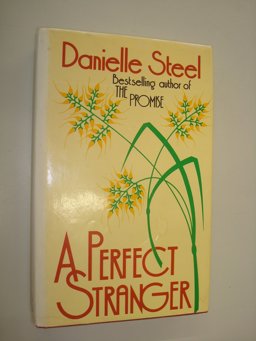 Danielle Steel
Bestselling author of
THE PROMISE
A PERFECT
STRANGER